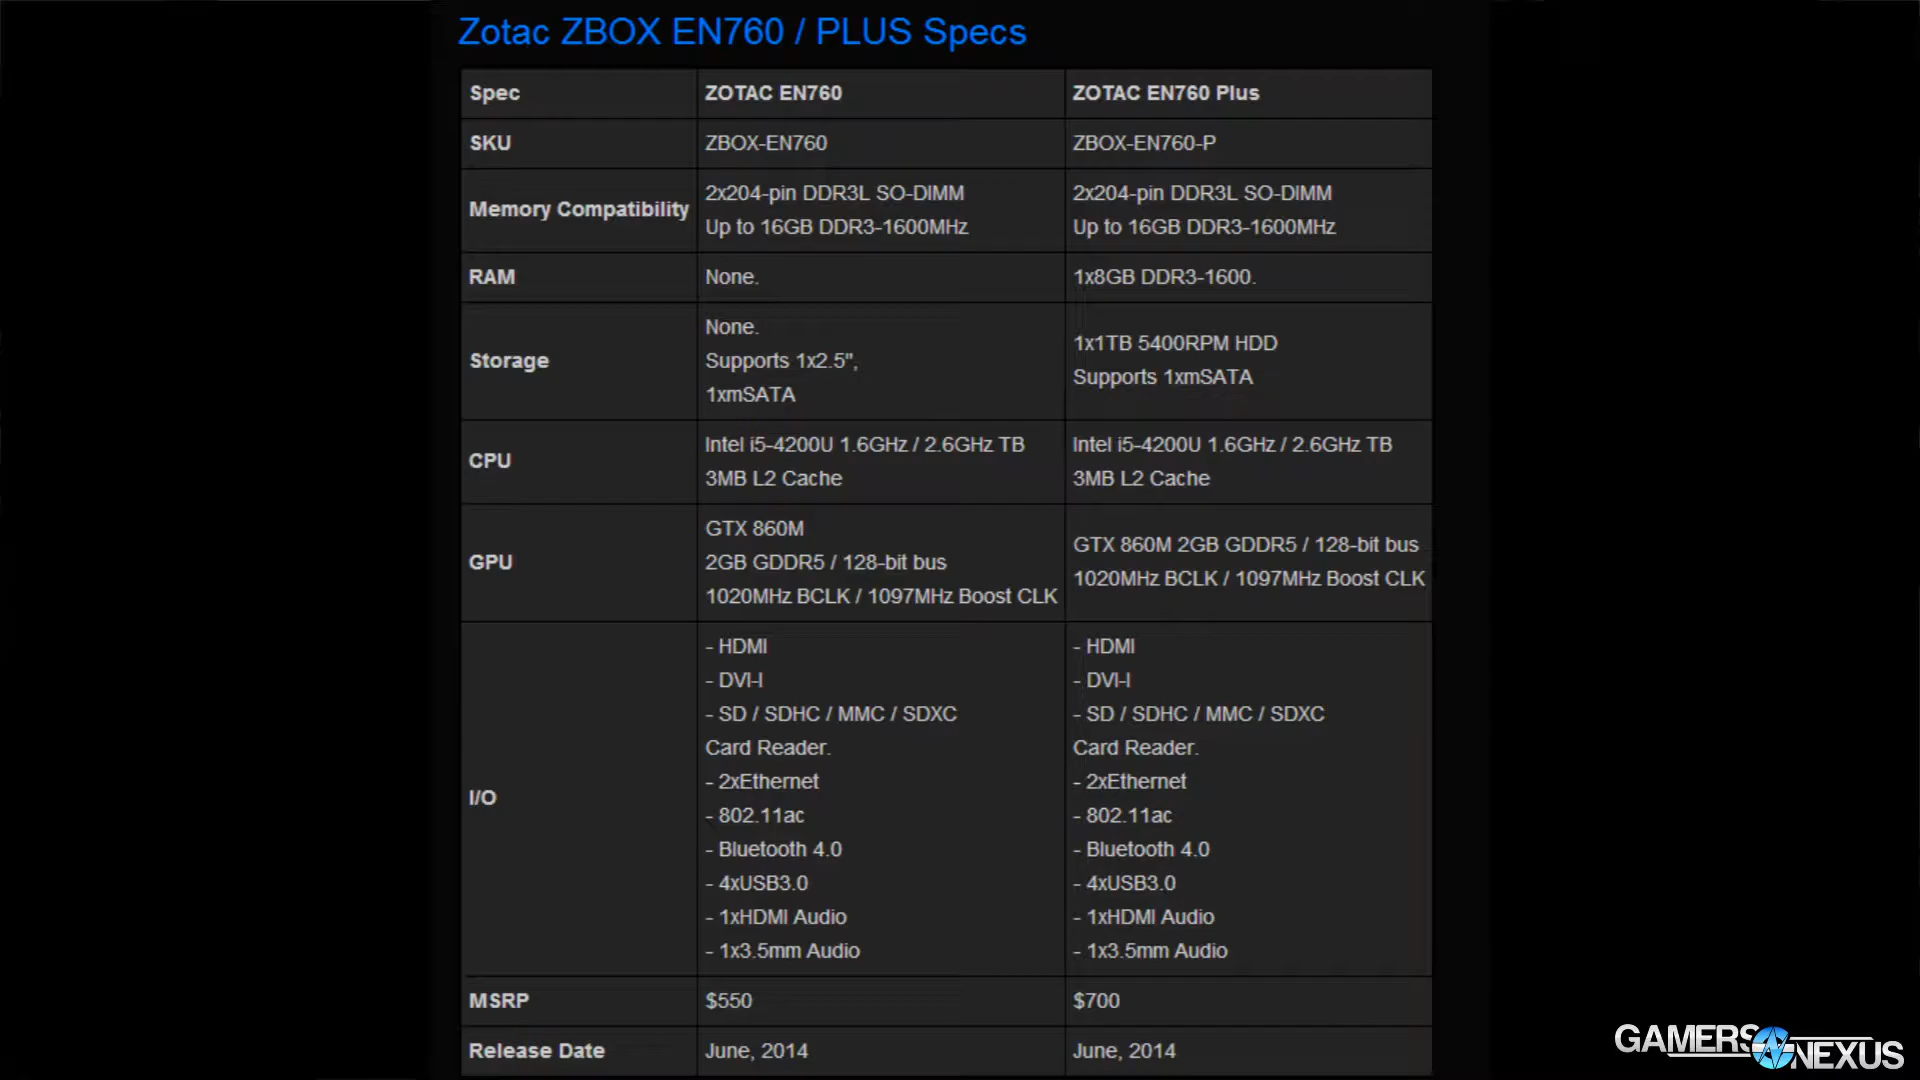 Zotac ZBOX EN760 / PLUS Specs
Spec ZOTAC EN760 ZOTAC EN760 Plus
SKU ZBOX-EN760 ZBOX-EN760-P
Memory Compatibility
2x204-pin DDR3L SO-DIMM
Up to 16GB DDR3-1600MHz
2x204-pin DDR3L SO-DIMM
Up to 16GB DDR3-1600MHz
RAM None. 1x8GB DDR3-1600.
Storage
None.
Supports 1x2.5",
1xmSATA
1x1TB 5400RPM HDD
Supports 1xmSATA
CPU
Intel i5-4200U 1.6GHz / 2.6GHz TB
3MB L2 Cache
Intel i5-4200U 1.6GHz / 2.6GHz TB
3MB L2 Cache
GPU
GTX 860M
2GB GDDR5 / 128-bit bus
1020MHz BCLK / 1097MHz Boost CLK
GTX 860M 2GB GDDR5 / 128-bit bus
1020MHz BCLK / 1097MHz Boost CLK
I/O
- HDMI
- DVI-I
- SD / SDHC / MMC / SDXC
Card Reader.
- 2xEthernet
- 802.11ac
- Bluetooth 4.0
- 4xUSB3.0
- 1xHDMI Audio
- 1x3.5mm Audio
- HDMI
- DVI-I
- SD / SDHC / MMC / SDXC
Card Reader.
- 2xEthernet
- 802.11ac
- Bluetooth 4.0
- 4xUSB3.0
- 1xHDMI Audio
- 1x3.5mm Audio
MSRP $550 $700
Release Date June, 2014 June, 2014
GAMERS NEXUS